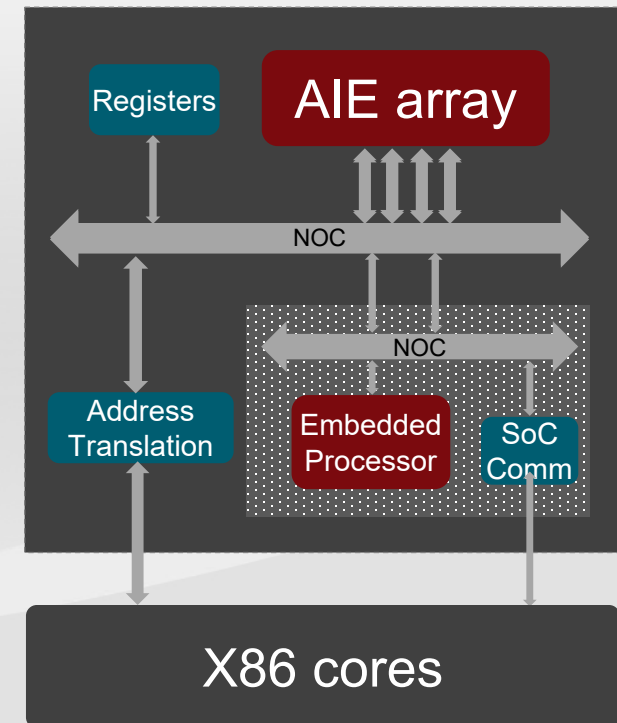 Registers
AIE array
NOC
NOC
Address
Translation
Embedded
Processor
SoC
Comm
X86 cores